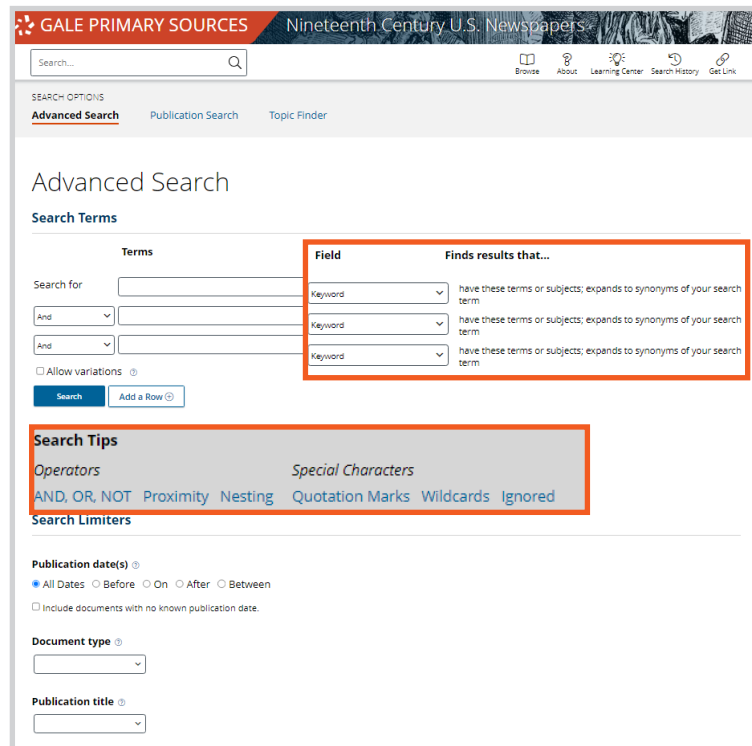 GALE PRIMARY SOURCES Nineteenth Century U.S. Newspapers
Search...
Browse About Learning Center Search History Get Link
SEARCH OPTIONS
Advanced Search Publication Search Topic Finder
Advanced Search
Search Terms
Terms Field Finds results that...
Search for Keyword have these terms or subjects; expands to synonyms of your search
term
And Keyword have these terms or subjects; expands to synonyms of your search
term
And Keyword have these terms or subjects; expands to synonyms of your search
term
Allow variations
Search Add a Row
Search Tips
Operators Special Characters
AND, OR, NOT Proximity Nesting Quotation Marks Wildcards Ignored
Search Limiters
Publication date(s)
All Dates Before On After Between
Include documents with no known publication date.
Document type
Publication title